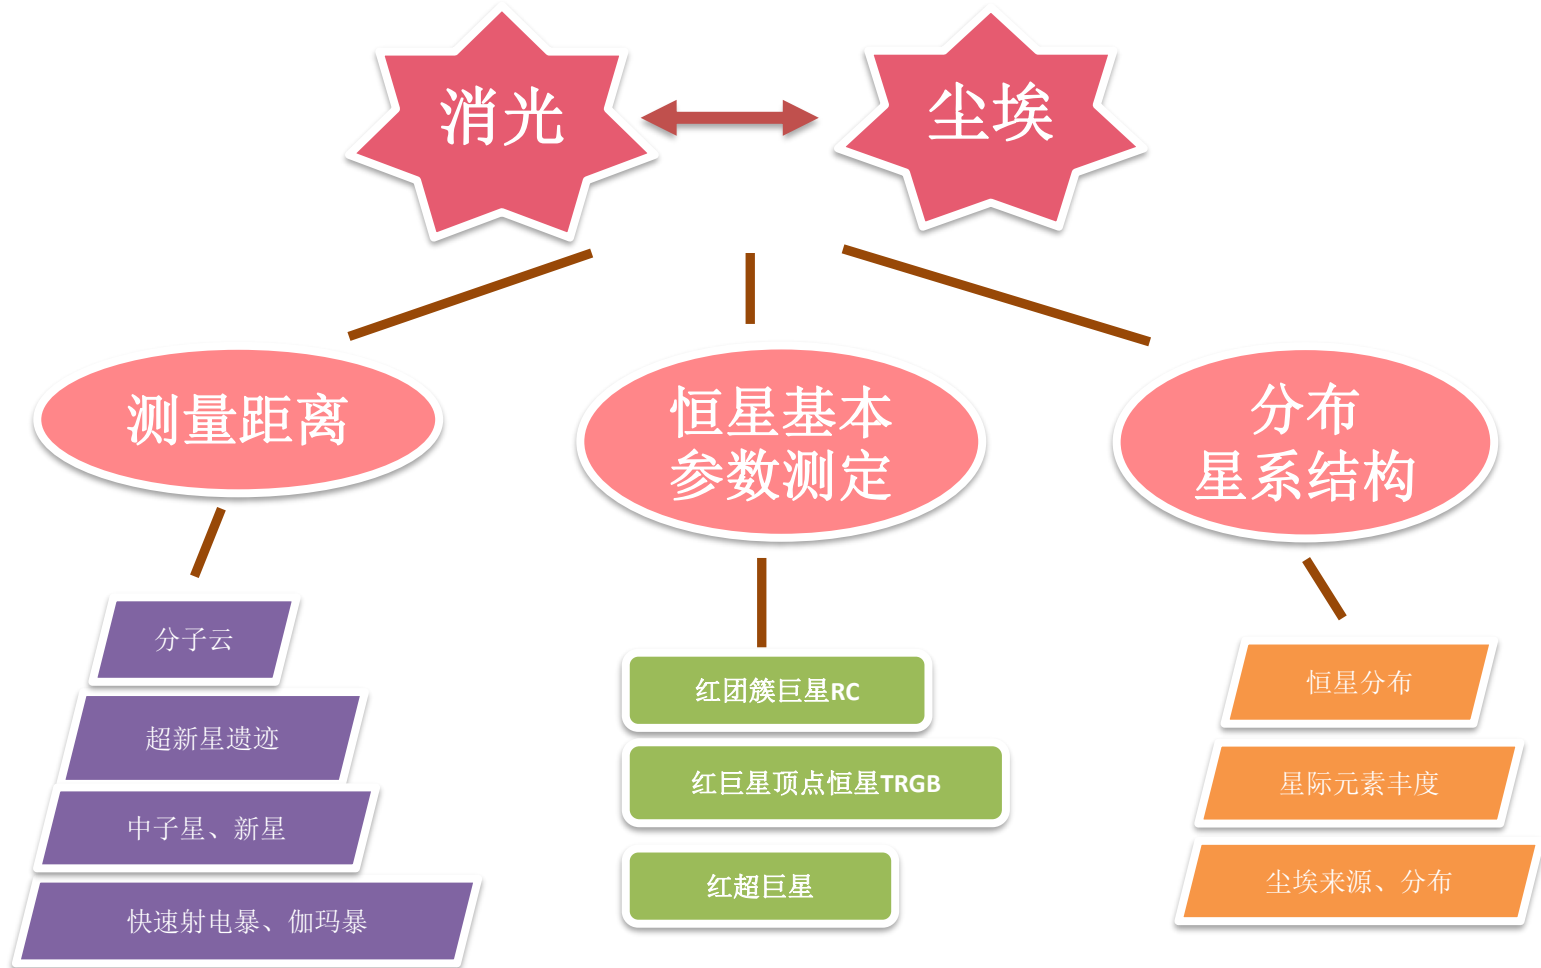 消光
尘埃
测量距离
恒星基本
参数测定
分布
星系结构
分子云
超新星遗迹
中子星、新星
快速射电暴、伽玛暴
红团簇巨星RC
红巨星顶点恒星TRGB
红超巨星
恒星分布
星际元素丰度
尘埃来源、分布